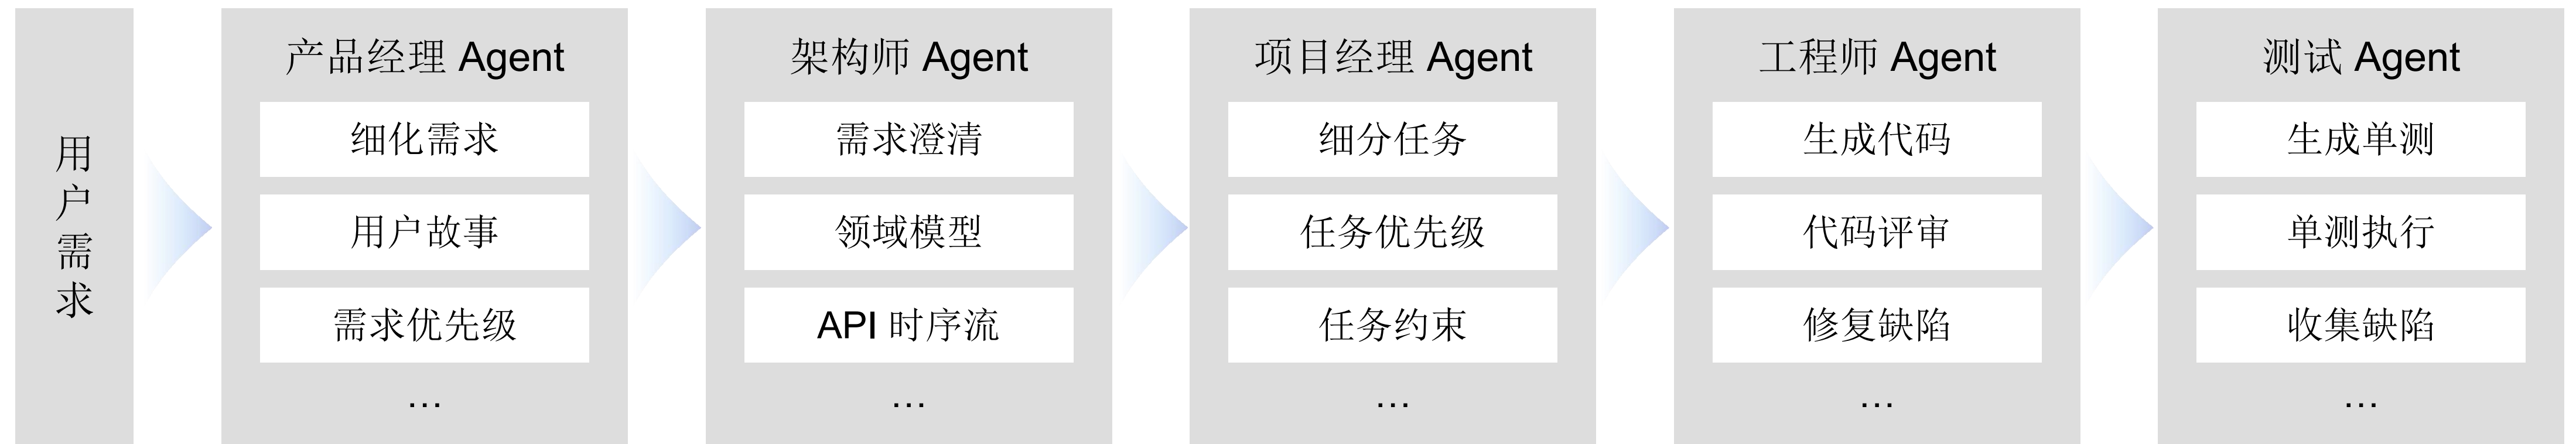 用户需求
产品经理 Agent
细化需求
用户故事
需求优先级
...
架构师 Agent
需求澄清
领域模型
API 时序流
...
项目经理 Agent
细分任务
任务优先级
任务约束
...
工程师 Agent
生成代码
代码评审
修复缺陷
...
测试 Agent
生成单测
单测执行
收集缺陷
...